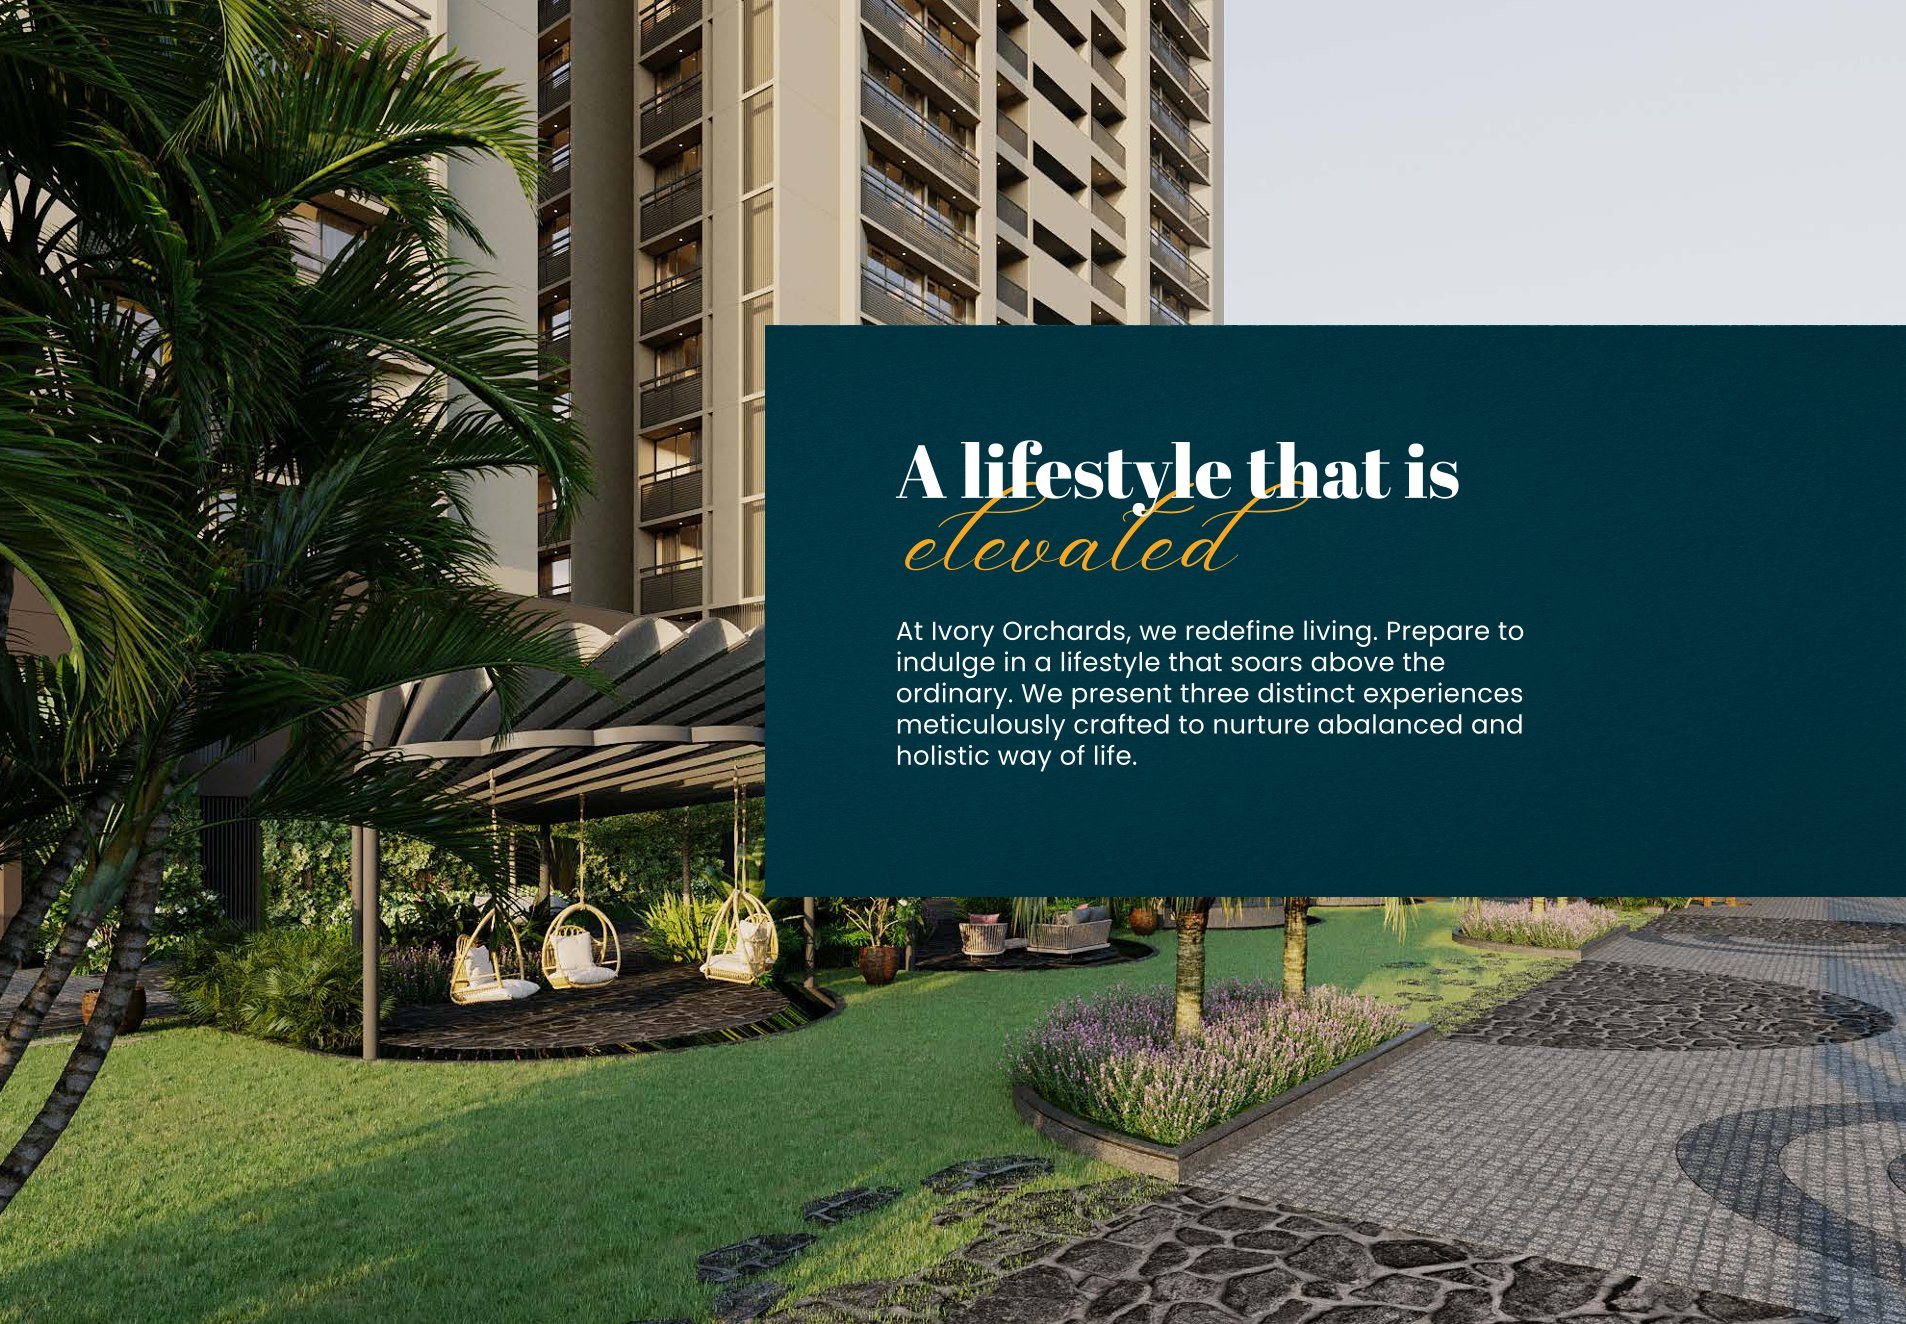 A lifestyle that is
elevated
At Ivory Orchards, we redefine living. Prepare to
indulge in a lifestyle that soars above the
ordinary. We present three distinct experiences
meticulously crafted to nurture abalanced and
holistic way of life.